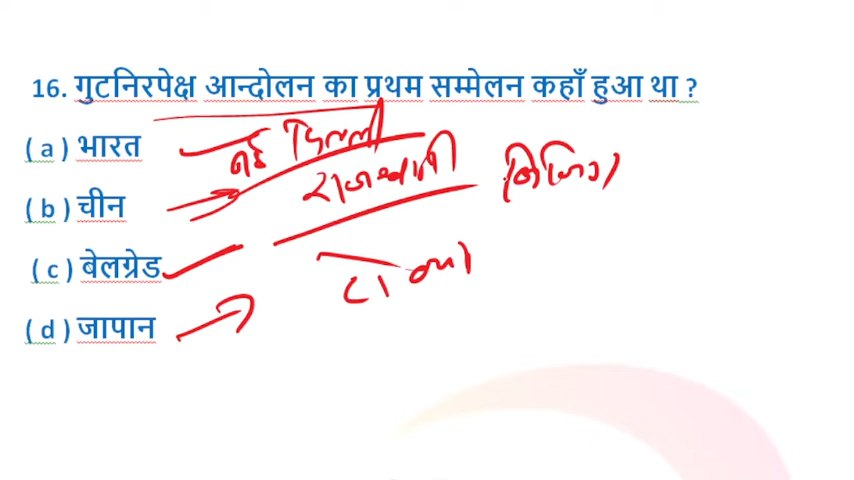 16. गुटनिरपेक्ष आन्दोलन का प्रथम सम्मेलन कहाँ हुआ था ?
( a ) भारत
नई दिल्ली
राजधानी
( b ) चीन
( c ) बेलग्रेड
( d ) जापान